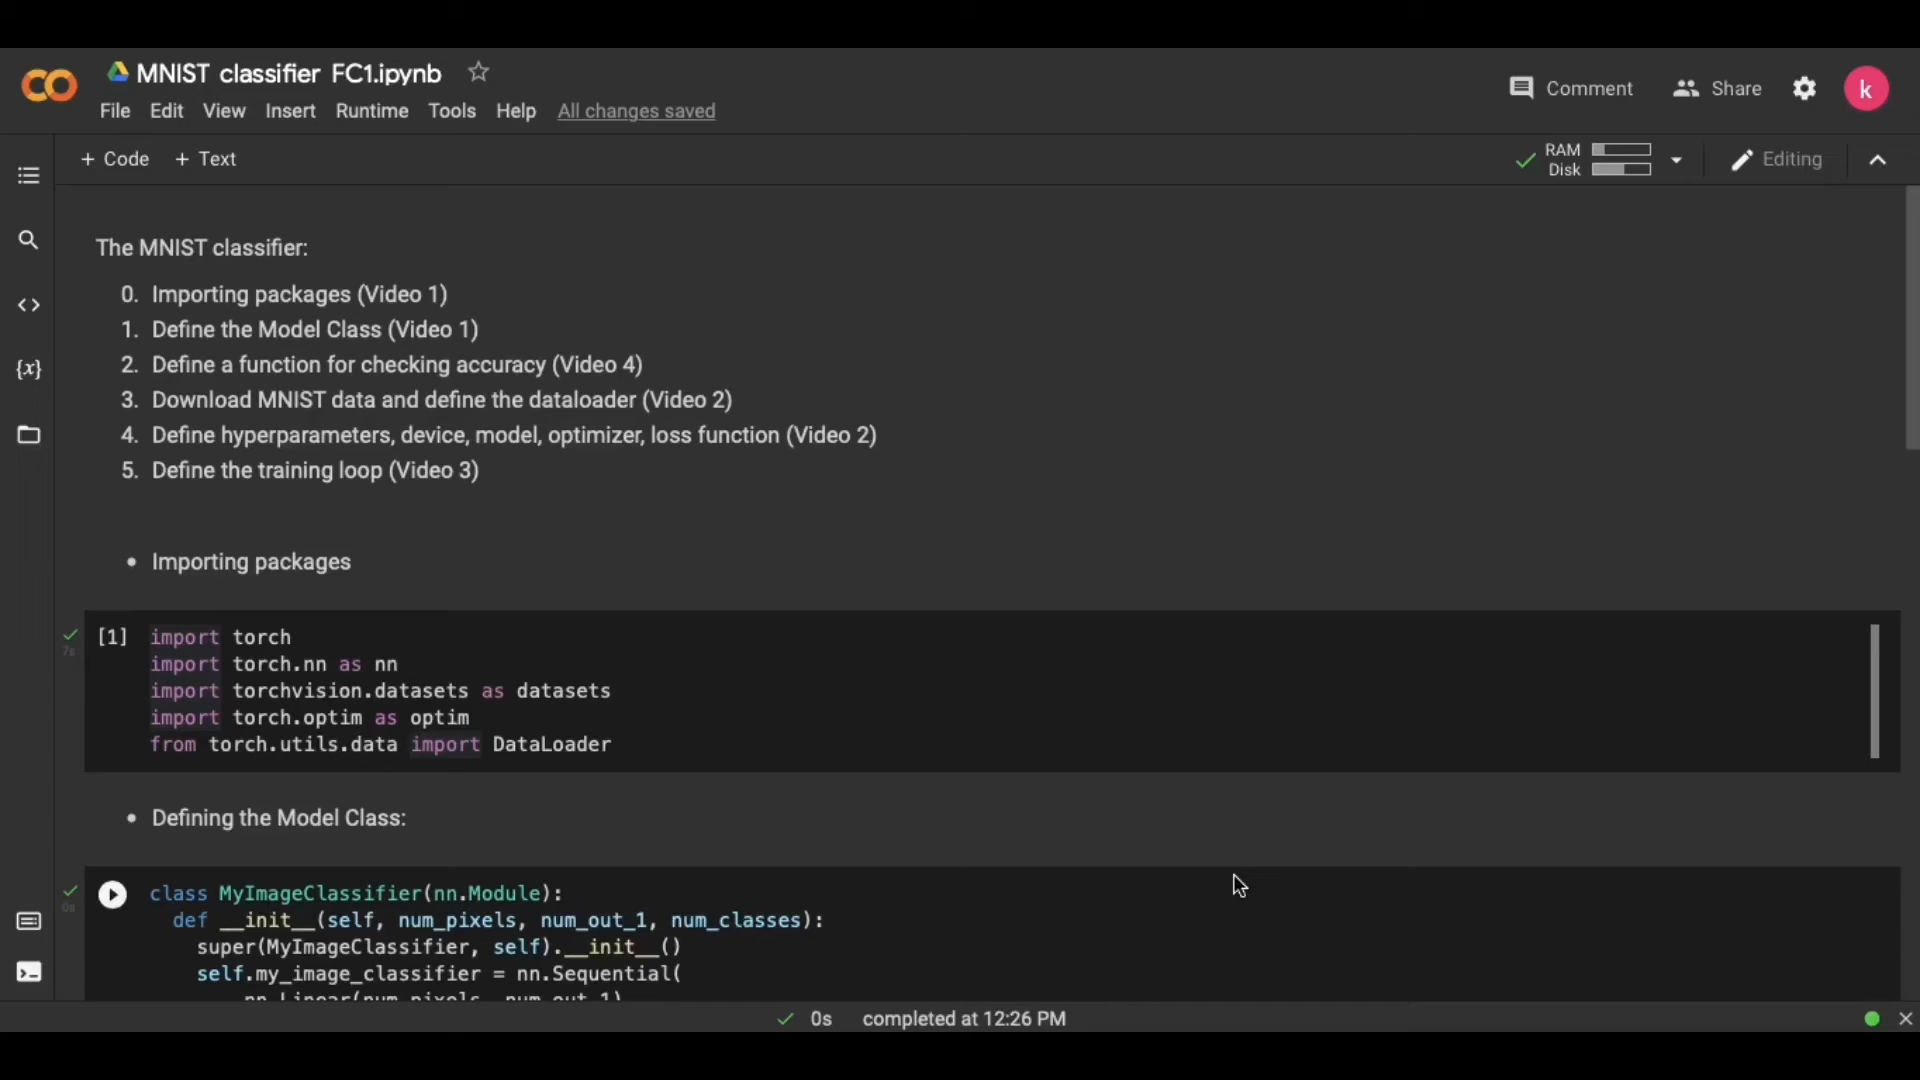 MNIST classifier FC1.ipynb
Comment
Share
k
File Edit View Insert Runtime Tools Help All changes saved
+ Code + Text
RAM
Disk
Editing
The MNIST classifier:
0. Importing packages (Video 1)
1. Define the Model Class (Video 1)
2. Define a function for checking accuracy (Video 4)
3. Download MNIST data and define the dataloader (Video 2)
4. Define hyperparameters, device, model, optimizer, loss function (Video 2)
5. Define the training loop (Video 3)
• Importing packages
[1] import torch
7s
import torch.nn as nn
import torchvision.datasets as datasets
import torch.optim as optim
from torch.utils.data import DataLoader
• Defining the Model Class:
class MyImageClassifier(nn.Module):
0s
def __init__(self, num_pixels, num_out_1, num_classes):
super(MyImageClassifier, self).__init__()
self.my_image_classifier = nn.Sequential(
nn.Linear(num_pixels, num_out_1)
0s completed at 12:26 PM